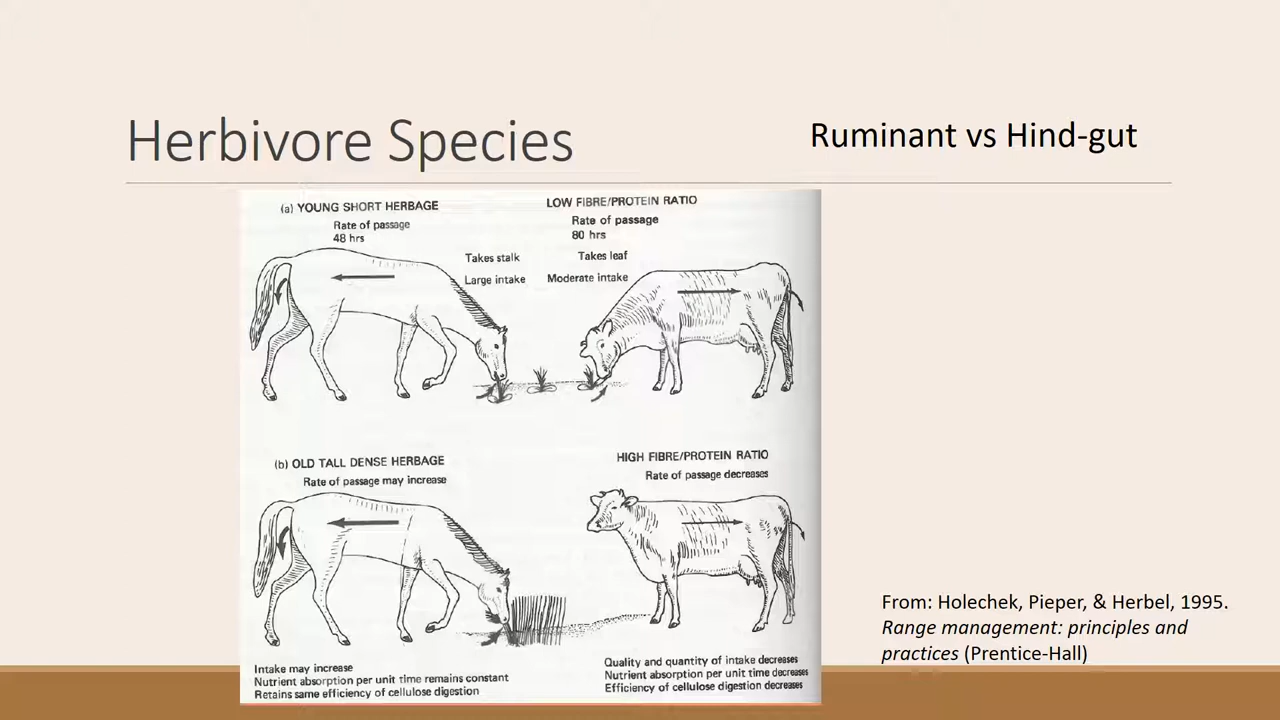 Herbivore Species
Ruminant vs Hind-gut
(a) YOUNG SHORT HERBAGE
Rate of passage
48 hrs
LOW FIBRE/PROTEIN RATIO
Rate of passage
80 hrs
Takes stalk
Large intake
Takes leaf
Moderate intake
(b) OLD TALL DENSE HERBAGE
Rate of passage may increase
HIGH FIBRE/PROTEIN RATIO
Rate of passage decreases
Intake may increase
Nutrient absorption per unit time remains constant
Retains same efficiency of cellulose digestion
Quality and quantity of intake decreases
Nutrient absorption per unit time decreases
Efficiency of cellulose digestion decreases
From: Holechek, Pieper, & Herbel, 1995.
Range management: principles and
practices (Prentice-Hall)